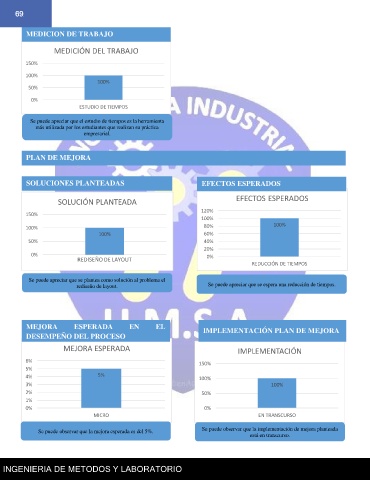 69
MEDICION DE TRABAJO
MEDICIÓN DEL TRABAJO
150%
100%
50%
0%
100%
ESTUDIO DE TIEMPOS
Se puede apreciar que el estudio de tiempos es la herramienta
más utilizada por los estudiantes que realizan su práctica
empresarial.
INDUSTRIAL
PLAN DE MEJORA
SOLUCIONES PLANTEADAS
SOLUCIÓN PLANTEADA
150%
100%
50%
0%
100%
REDISEÑO DE LAYOUT
Se puede apreciar que se plantea como solución al problema el
rediseño de layout.
EFECTOS ESPERADOS
EFECTOS ESPERADOS
120%
100%
80%
60%
40%
20%
0%
100%
REDUCCIÓN DE TIEMPOS
Se puede apreciar que se espera una reducción de tiempos.
U.M.S.A.
MEJORA ESPERADA EN EL
DESEMPEÑO DEL PROCESO
MEJORA ESPERADA
6%
5%
4%
3%
2%
1%
0%
5%
MICRO
Se puede observar que la mejora esperada es del 5%.
IMPLEMENTACIÓN PLAN DE MEJORA
IMPLEMENTACIÓN
150%
100%
50%
0%
100%
EN TRANSCURSO
Se puede observar que la implementación de mejora planteada
está en transcurso.
INGENIERIA DE METODOS Y LABORATORIO